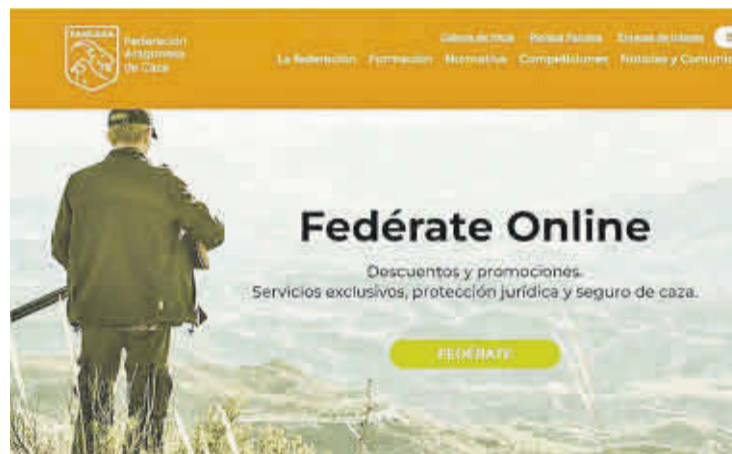 Federación
Aragonesa
de Caza
La federación Formación Normativa Competiciones Noticias y Comunic
Fedérate Online
Descuentos y promociones.
Servicios exclusivos, protección jurídica y seguro de caza.
FEDÉRATE